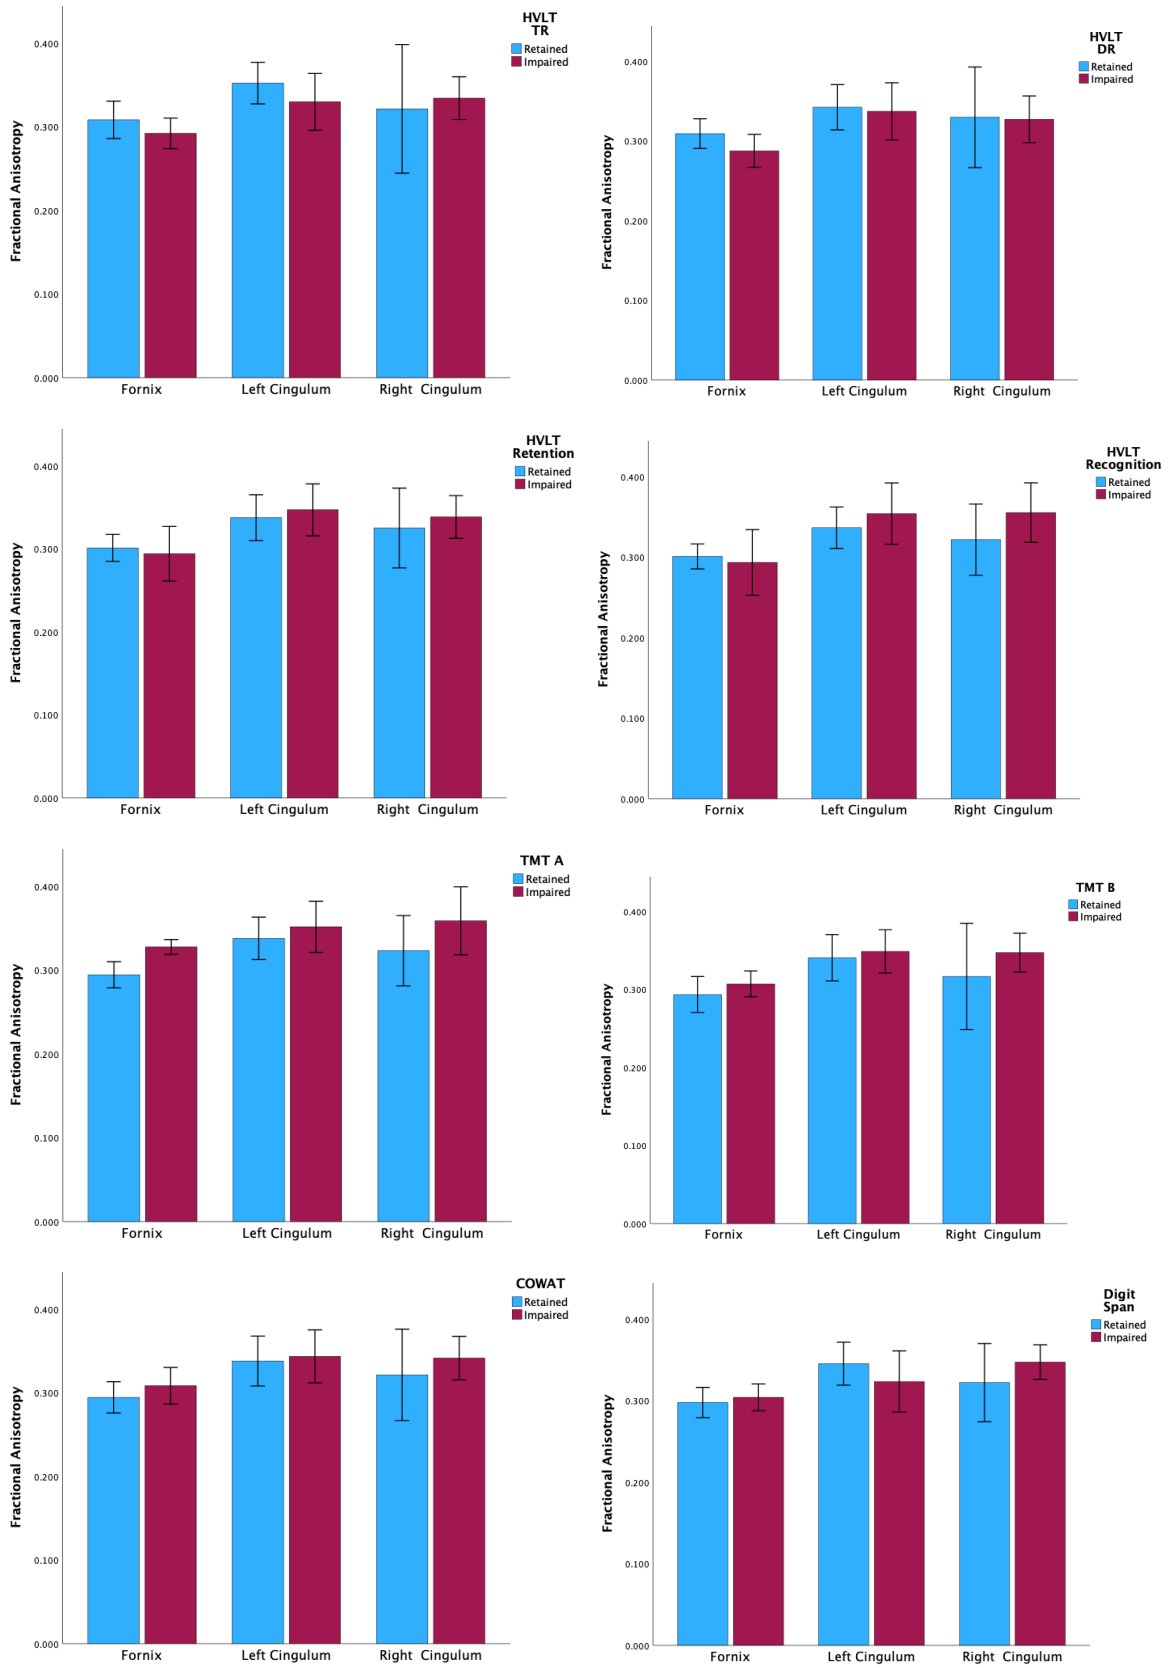 HVLT
TR
Retained
Impaired
Fractional Anisotropy
0.400
0.300
0.200
0.100
0.000
Fornix
Left Cingulum
Right Cingulum
HVLT
DR
Retained
Impaired
Fractional Anisotropy
0.400
0.300
0.200
0.100
0.000
Fornix
Left Cingulum
Right Cingulum
HVLT
Retention
Retained
Impaired
Fractional Anisotropy
0.400
0.300
0.200
0.100
0.000
Fornix
Left Cingulum
Right Cingulum
HVLT
Recognition
Retained
Impaired
Fractional Anisotropy
0.400
0.300
0.200
0.100
0.000
Fornix
Left Cingulum
Right Cingulum
TMT A
Retained
Impaired
Fractional Anisotropy
0.400
0.300
0.200
0.100
0.000
Fornix
Left Cingulum
Right Cingulum
TMT B
Retained
Impaired
Fractional Anisotropy
0.400
0.300
0.200
0.100
0.000
Fornix
Left Cingulum
Right Cingulum
COWAT
Retained
Impaired
Fractional Anisotropy
0.400
0.300
0.200
0.100
0.000
Fornix
Left Cingulum
Right Cingulum
Digit
Span
Retained
Impaired
Fractional Anisotropy
0.400
0.300
0.200
0.100
0.000
Fornix
Left Cingulum
Right Cingulum